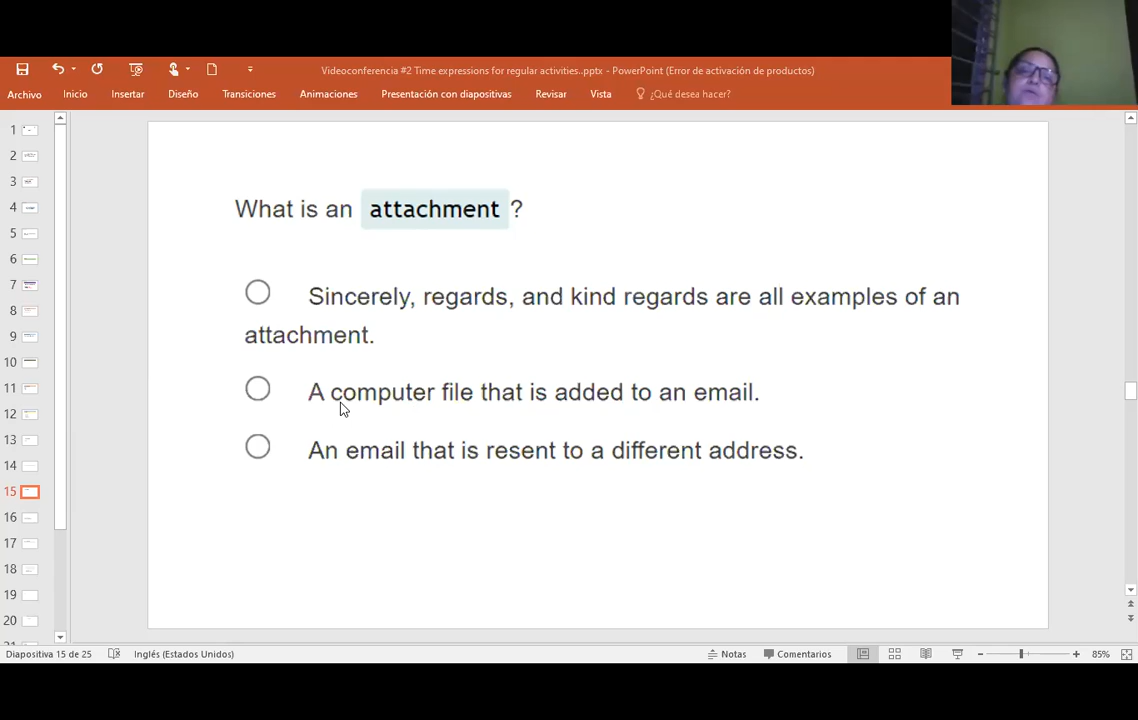 Videoconferencia #2 Time expressions for regular activities..pptx - PowerPoint (Error de activación de productos)
Archivo Inicio Insertar Diseño Transiciones Animaciones Presentación con diapositivas Revisar Vista ¿Qué desea hacer?
1
2
3
4
5
6
7
8
9
10
11
12
13
14
15
16
17
18
19
20
What is an attachment ?
Sincerely, regards, and kind regards are all examples of an
attachment.
A computer file that is added to an email.
An email that is resent to a different address.
Diapositiva 15 de 25 Inglés (Estados Unidos) Notas Comentarios 85%